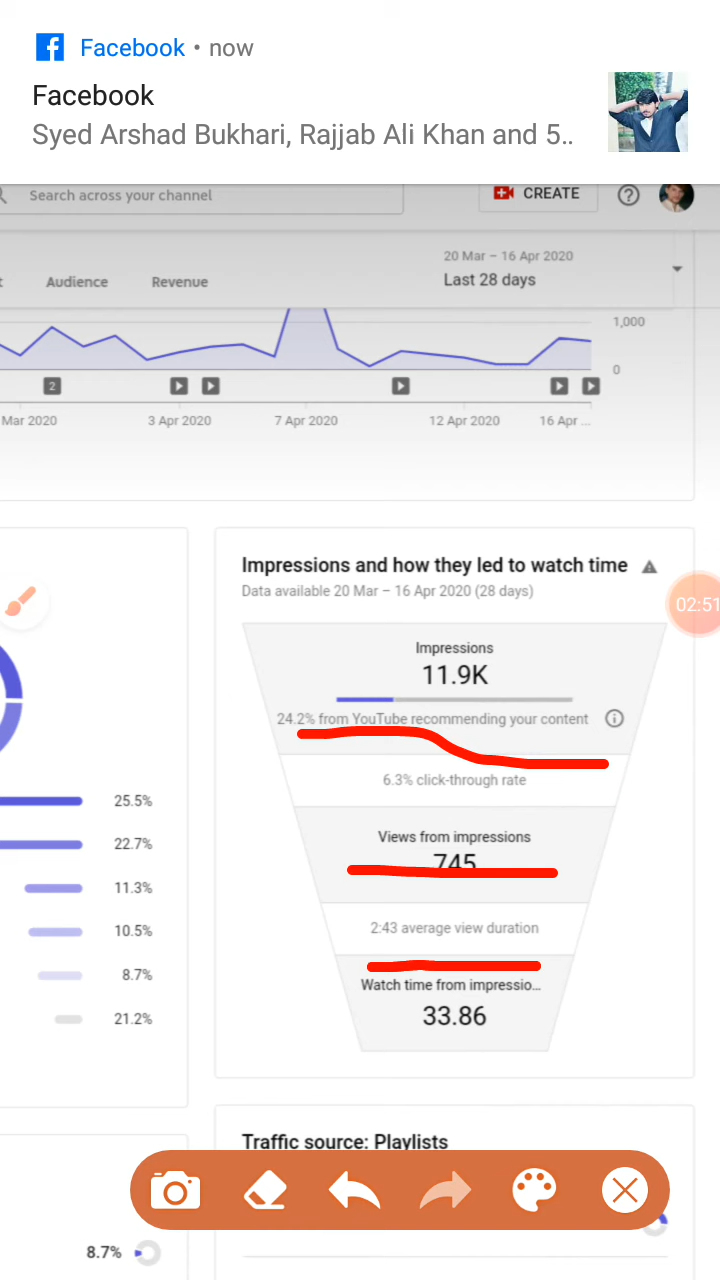 Facebook • now
Facebook
Syed Arshad Bukhari, Rajjab Ali Khan and 5..
Search across your channel
CREATE
Audience
Revenue
20 Mar – 16 Apr 2020
Last 28 days
1,000
0
2
Mar 2020
3 Apr 2020
7 Apr 2020
12 Apr 2020
16 Apr ...
Impressions and how they led to watch time
Data available 20 Mar – 16 Apr 2020 (28 days)
02:51
Impressions
11.9K
24.2% from YouTube recommending your content
6.3% click-through rate
Views from impressions
745
2:43 average view duration
Watch time from impressio...
33.86
25.5%
22.7%
11.3%
10.5%
8.7%
21.2%
Traffic source: Playlists
8.7%